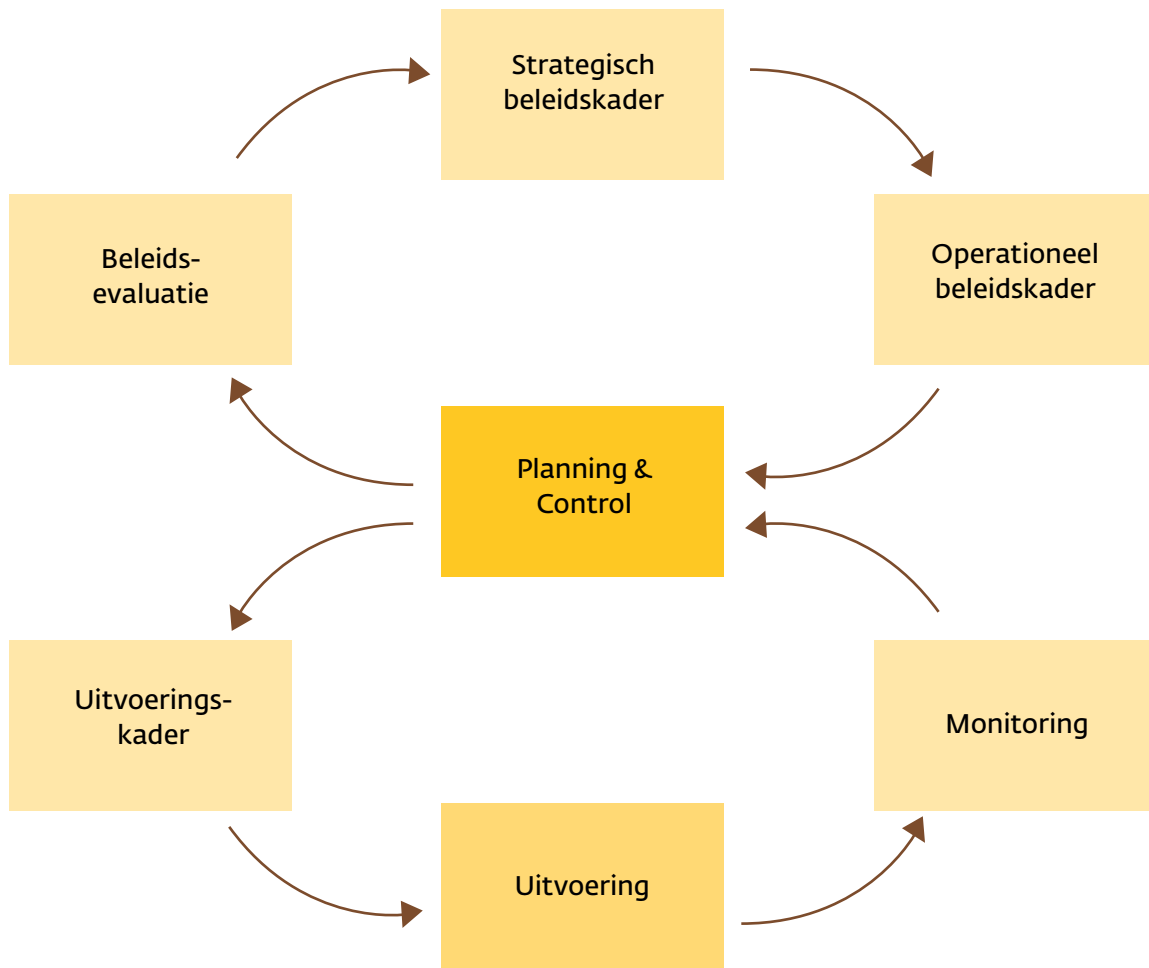 Strategisch
beleidskader
Beleids-
evaluatie
Operationeel
beleidskader
Planning &
Control
Uitvoerings-
kader
Monitoring
Uitvoering